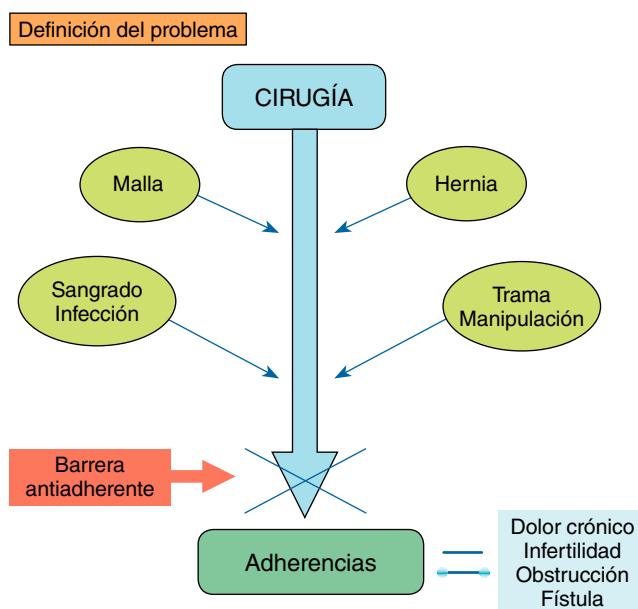 Definición del problema
CIRUGÍA
Malla
Hernia
Sangrado
Infección
Trama
Manipulación
Barrera
antiadherente
Adherencias
Dolor crónico
Infertilidad
Obstrucción
Fístula